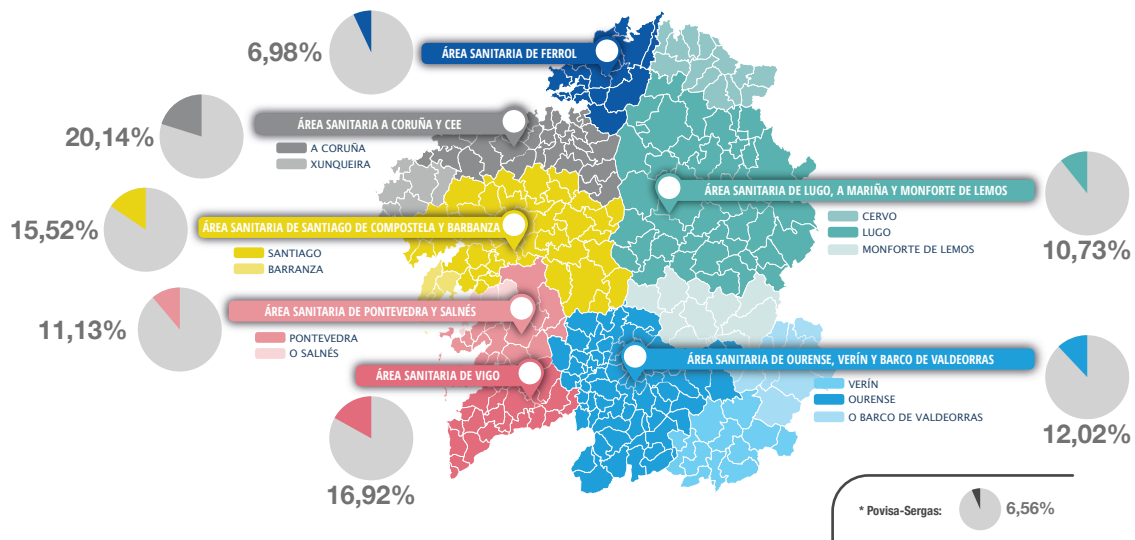 6,98%
ÁREA SANITARIA DE FERROL
20,14%
ÁREA SANITARIA A CORUÑA Y CEE
A CORUÑA
XUNQUEIRA
15,52%
ÁREA SANITARIA DE SANTIAGO DE COMPOSTELA Y BARBANZA
SANTIAGO
BARRANZA
11,13%
ÁREA SANITARIA DE PONTEVEDRA Y SALNÉS
PONTEVEDRA
O SALNÉS
ÁREA SANITARIA DE VIGO
16,92%
ÁREA SANITARIA DE LUGO, A MARIÑA Y MONFORTE DE LEMOS
CERVO
LUGO
MONFORTE DE LEMOS
10,73%
ÁREA SANITARIA DE OURENSE, VERÍN Y BARCO DE VALDEORRAS
VERÍN
OURENSE
O BARCO DE VALDEORRAS
12,02%
* Povisa-Sergas:
6,56%